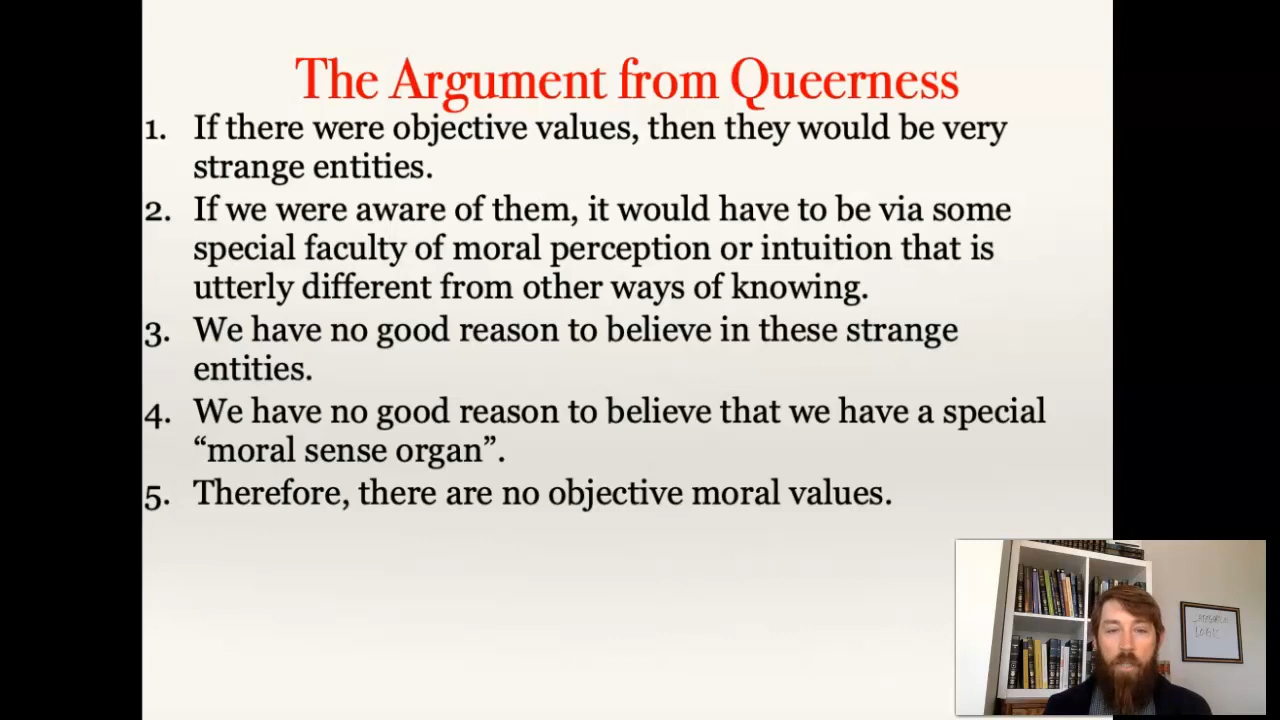 The Argument from Queerness
1. If there were objective values, then they would be very
strange entities.
2. If we were aware of them, it would have to be via some
special faculty of moral perception or intuition that is
utterly different from other ways of knowing.
3. We have no good reason to believe in these strange
entities.
4. We have no good reason to believe that we have a special
“moral sense organ”.
5. Therefore, there are no objective moral values.
LOGIC